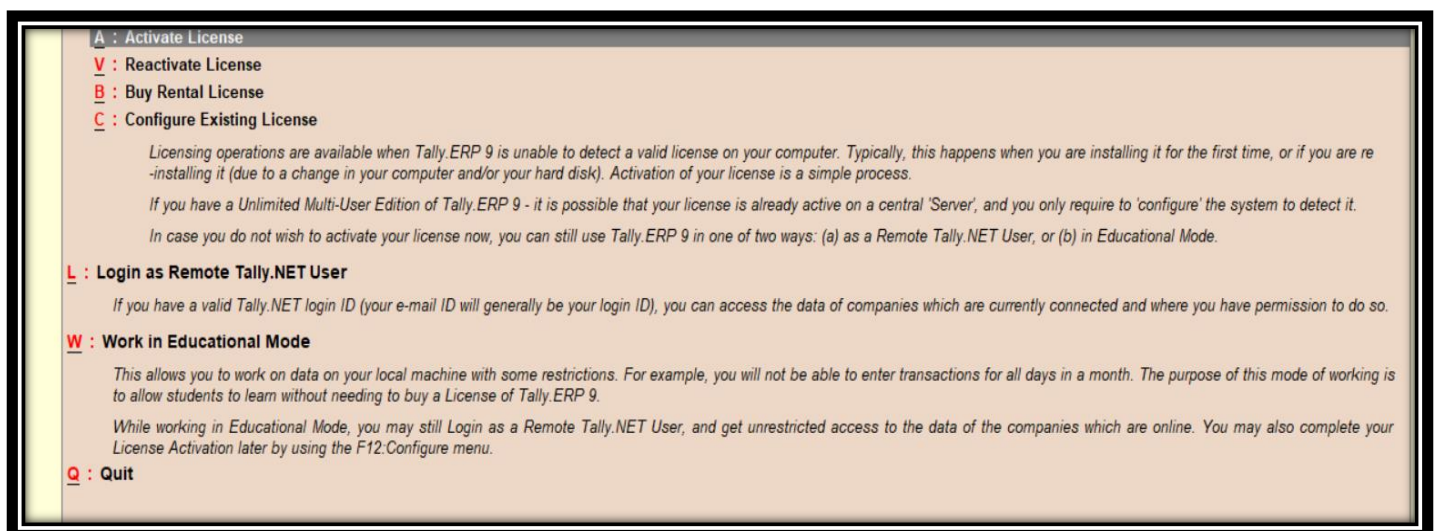 A : Activate License
V : Reactivate License
B : Buy Rental License
C : Configure Existing License
Licensing operations are available when Tally.ERP 9 is unable to detect a valid license on your computer. Typically, this happens when you are installing it for the first time, or if you are re
-installing it (due to a change in your computer and/or your hard disk). Activation of your license is a simple process.
If you have a Unlimited Multi-User Edition of Tally.ERP 9 - it is possible that your license is already active on a central 'Server', and you only require to 'configure' the system to detect it.
In case you do not wish to activate your license now, you can still use Tally.ERP 9 in one of two ways: (a) as a Remote Tally.NET User, or (b) in Educational Mode.
L : Login as Remote Tally.NET User
If you have a valid Tally.NET login ID (your e-mail ID will generally be your login ID), you can access the data of companies which are currently connected and where you have permission to do so.
W : Work in Educational Mode
This allows you to work on data on your local machine with some restrictions. For example, you will not be able to enter transactions for all days in a month. The purpose of this mode of working is
to allow students to learn without needing to buy a License of Tally.ERP 9.
While working in Educational Mode, you may still Login as a Remote Tally.NET User, and get unrestricted access to the data of the companies which are online. You may also complete your
License Activation later by using the F12:Configure menu.
Q : Quit